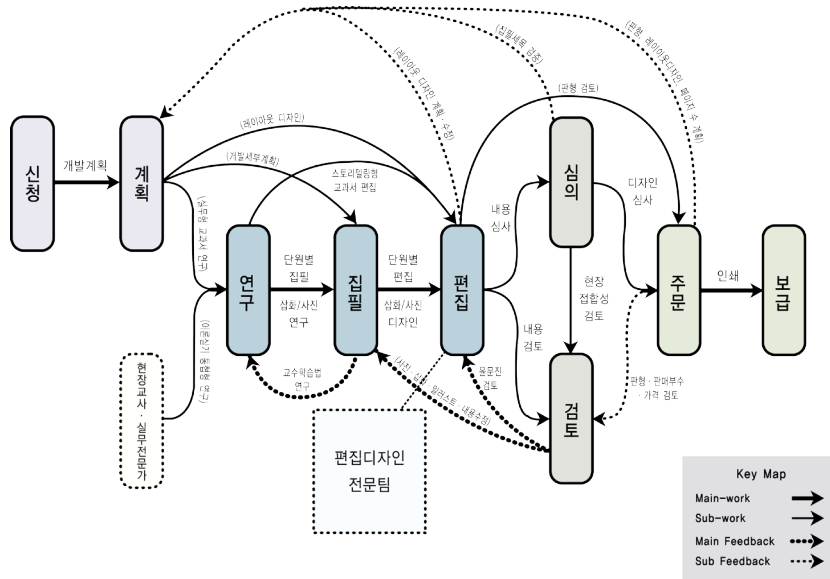 (집필세목 검증)
(판형, 레이아웃디자인, 페이지 수 계획)
(레이아웃 디자인 계획·수정)
(판형 검토)
(레이아웃 디자인)
(개발세부계획)
신청
개발계획
계획
스토리텔링형
교과서 편집
심의
디자인
심사
내용
심사
(실무형 교과서 연구)
연구
단원별
집필
삽화/사진
연구
집필
단원별
편집
삽화/사진
디자인
편집
현장
접합성
검토
주문
인쇄
보급
내용
검토
(이론실기 통합형 연구)
현장교사·실무전문가
교수학습법
연구
윤문진
검토
검토
판형·판매부수
·가격 검토
편집디자인
전문팀
Key Map
Main-work
Sub-work
Main Feedback
Sub Feedback